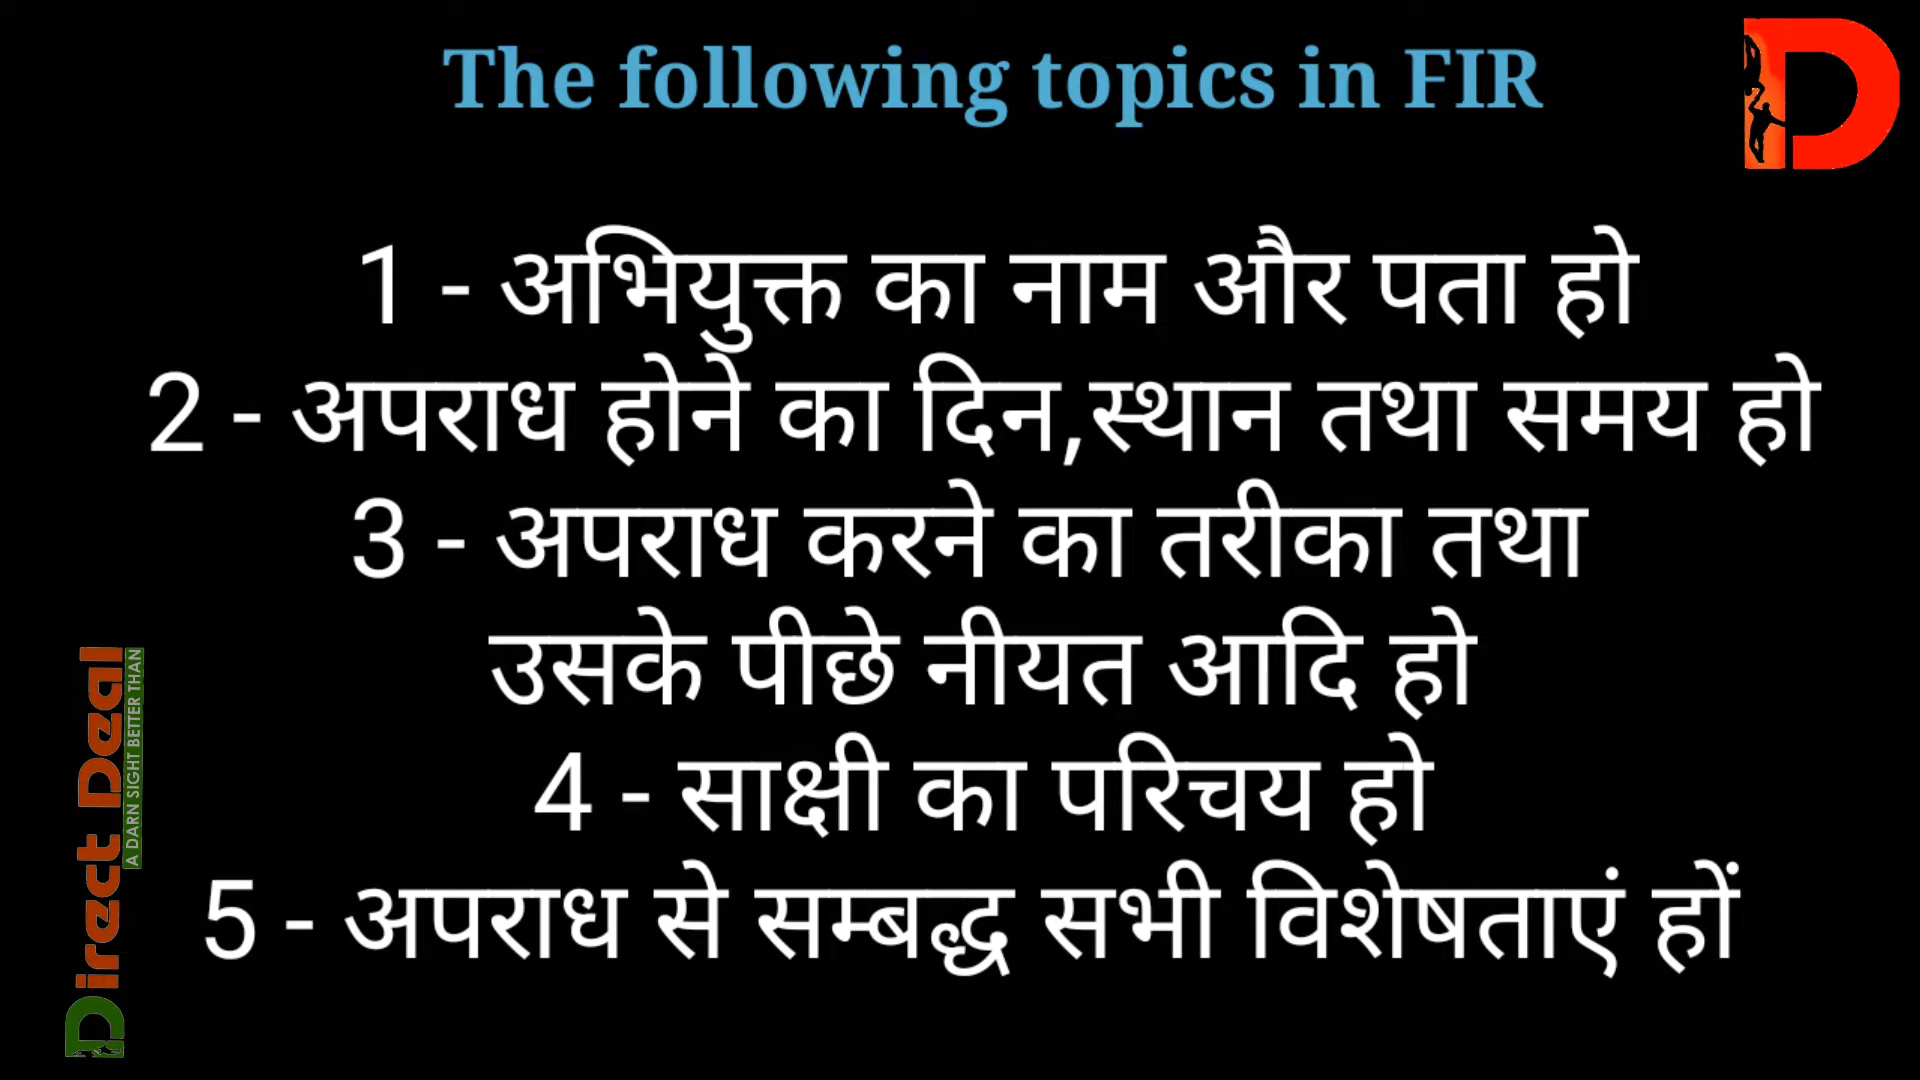 The following topics in FIR
1 - अभियुक्त का नाम और पता हो
2 - अपराध होने का दिन,स्थान तथा समय हो
3 - अपराध करने का तरीका तथा
उसके पीछे नीयत आदि हो
4 - साक्षी का परिचय हो
5 - अपराध से सम्बद्ध सभी विशेषताएं हों
Direct Deal
A DARN SIGHT BETTER THAN
D